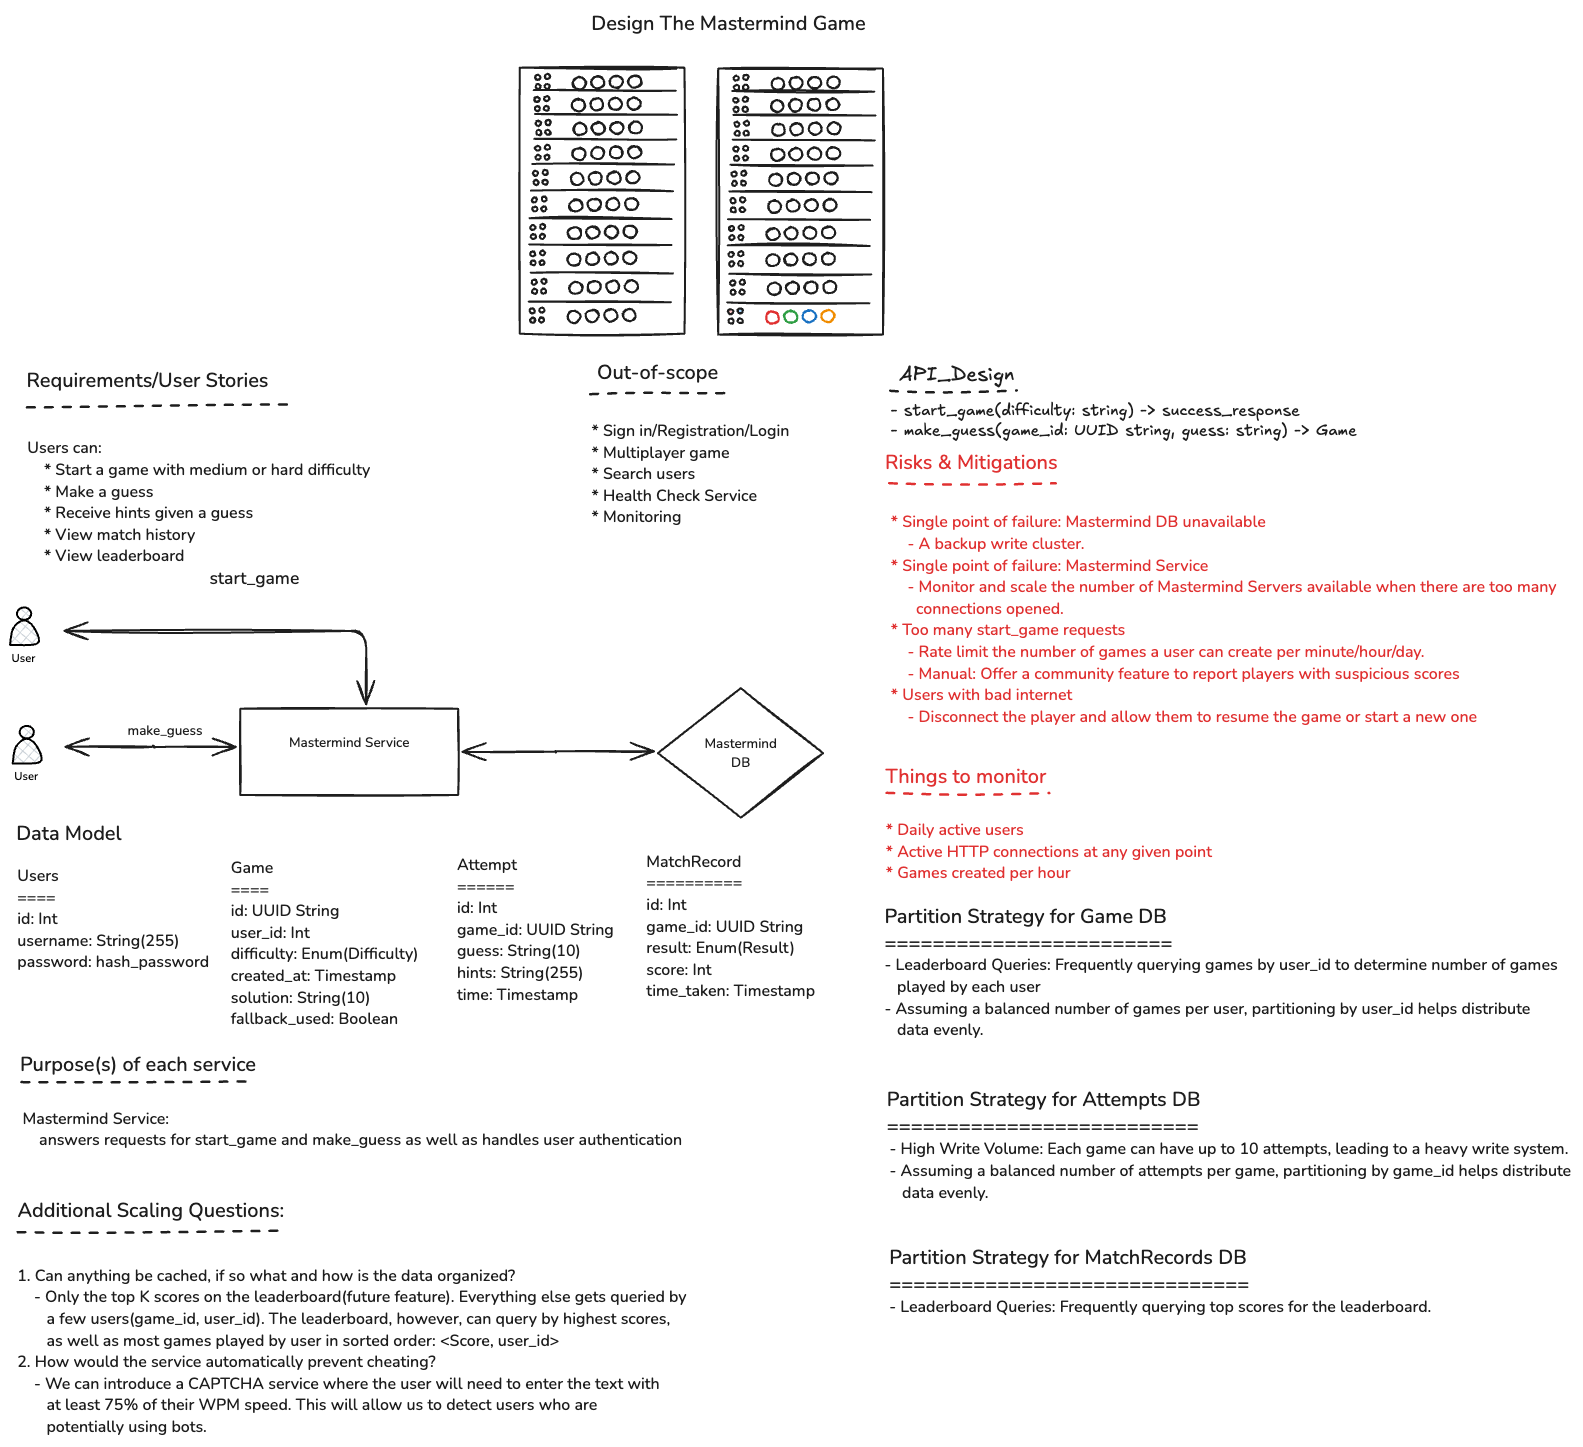 Design The Mastermind Game
Requirements/User Stories
Users can:
* Start a game with medium or hard difficulty
* Make a guess
* Receive hints given a guess
* View match history
* View leaderboard
Out-of-scope
* Sign in/Registration/Login
* Multiplayer game
* Search users
* Health Check Service
* Monitoring
API_Design
- start_game(difficulty: string) -> success_response
- make_guess(game_id: UUID string, guess: string) -> Game
Risks & Mitigations
* Single point of failure: Mastermind DB unavailable
- A backup write cluster.
* Single point of failure: Mastermind Service
- Monitor and scale the number of Mastermind Servers available when there are too many
connections opened.
* Too many start_game requests
- Rate limit the number of games a user can create per minute/hour/day.
- Manual: Offer a community feature to report players with suspicious scores
* Users with bad internet
- Disconnect the player and allow them to resume the game or start a new one
start_game
User
make_guess
User
Mastermind Service
Mastermind
DB
Things to monitor
* Daily active users
* Active HTTP connections at any given point
* Games created per hour
Data Model
Users
====
id: Int
username: String(255)
password: hash_password
Game
====
id: UUID String
user_id: Int
difficulty: Enum(Difficulty)
created_at: Timestamp
solution: String(10)
fallback_used: Boolean
Attempt
======
id: Int
game_id: UUID String
guess: String(10)
hints: String(255)
time: Timestamp
MatchRecord
==========
id: Int
game_id: UUID String
result: Enum(Result)
score: Int
time_taken: Timestamp
Partition Strategy for Game DB
========================
- Leaderboard Queries: Frequently querying games by user_id to determine number of games
played by each user
- Assuming a balanced number of games per user, partitioning by user_id helps distribute
data evenly.
Purpose(s) of each service
Mastermind Service:
answers requests for start_game and make_guess as well as handles user authentication
Partition Strategy for Attempts DB
==========================
- High Write Volume: Each game can have up to 10 attempts, leading to a heavy write system.
- Assuming a balanced number of attempts per game, partitioning by game_id helps distribute
data evenly.
Additional Scaling Questions:
1. Can anything be cached, if so what and how is the data organized?
- Only the top K scores on the leaderboard(future feature). Everything else gets queried by
a few users(game_id, user_id). The leaderboard, however, can query by highest scores,
as well as most games played by user in sorted order: <Score, user_id>
2. How would the service automatically prevent cheating?
- We can introduce a CAPTCHA service where the user will need to enter the text with
at least 75% of their WPM speed. This will allow us to detect users who are
potentially using bots.
Partition Strategy for MatchRecords DB
==============================
- Leaderboard Queries: Frequently querying top scores for the leaderboard.